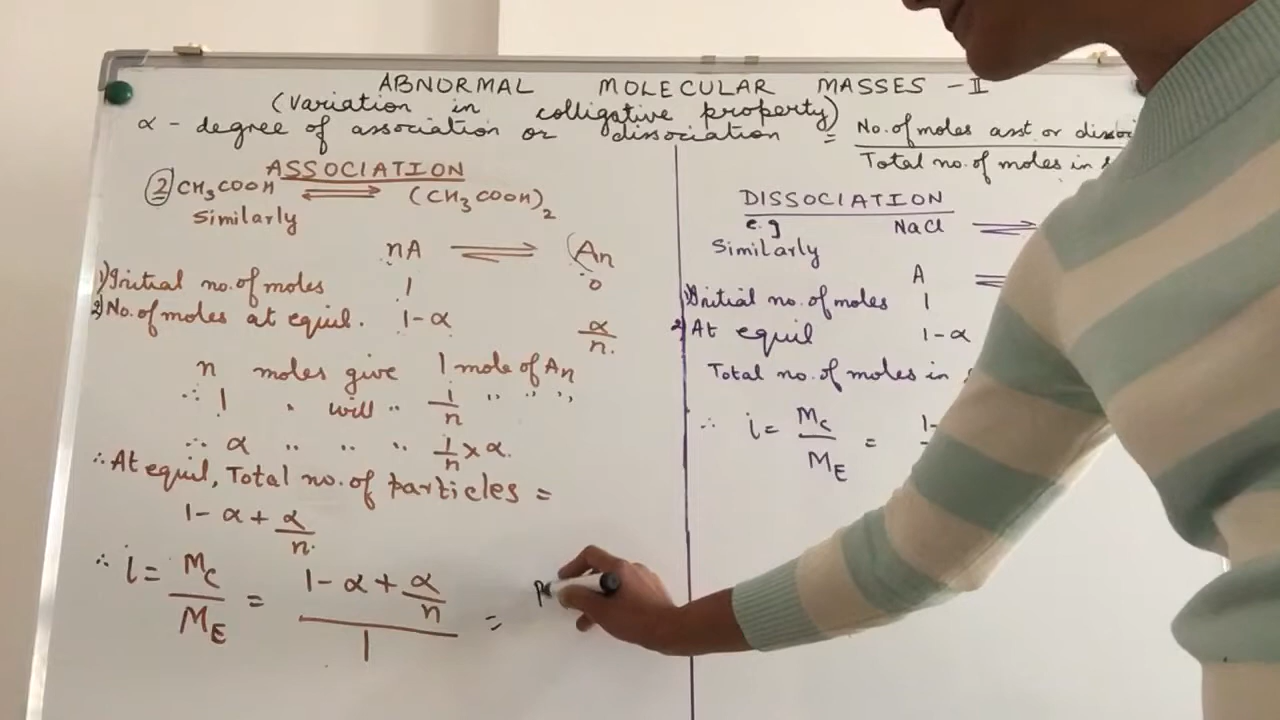 ABNORMAL MOLECULAR MASSES - II
(Variation in colligative property)
α - degree of association or dissociation = No. of moles asst or
Total no. of moles in
ASSOCIATION
② CH₃COOH ⇌ (CH₃COOH)₂
Similarly
nA ⇌ (An
1) Initial no. of moles 1 0
2) No. of moles at equil. 1-α α/n.
n moles give 1 mole of An
∴ 1 " will " 1/n " " "
∴ α " " " 1/n × α.
∴ At equil, Total no. of particles =
1 - α + α/n.
∴ i = Mc/ME = (1 - α + α/n)/1 =
DISSOCIATION
e.g NaCl ⇌
Similarly
A ⇌
1) Initial no. of moles 1
2) At equil 1-α
Total no. of moles in
∴ i = Mc/ME = 1-